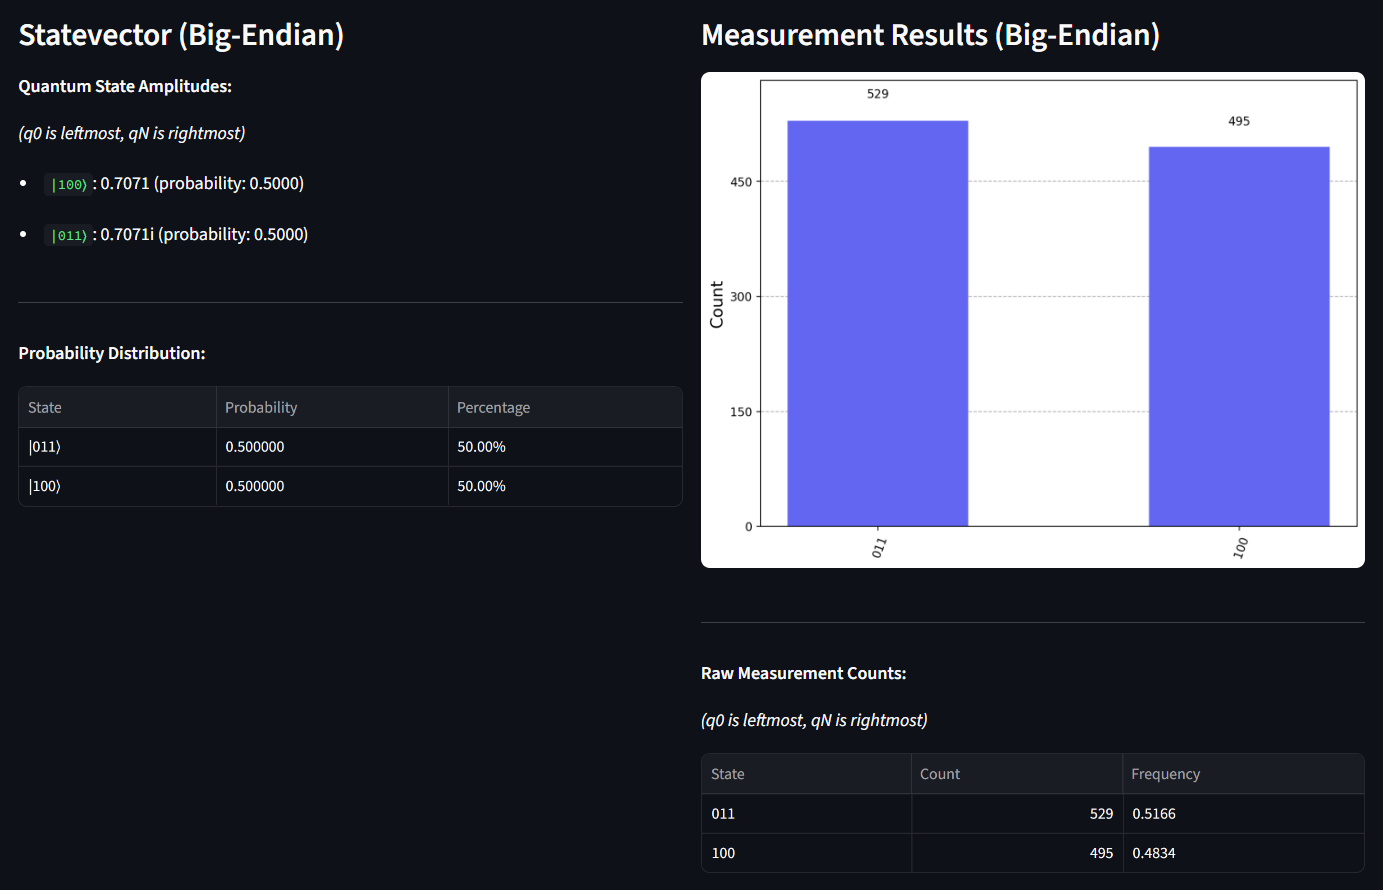 Statevector (Big-Endian)
Quantum State Amplitudes:
(q0 is leftmost, qN is rightmost)
|100⟩: 0.7071 (probability: 0.5000)
|011⟩: 0.7071i (probability: 0.5000)
Probability Distribution:
State Probability Percentage
|011⟩ 0.500000 50.00%
|100⟩ 0.500000 50.00%
Measurement Results (Big-Endian)
529
495
450
300
150
0
Count
011 100
Raw Measurement Counts:
(q0 is leftmost, qN is rightmost)
State Count Frequency
011 529 0.5166
100 495 0.4834